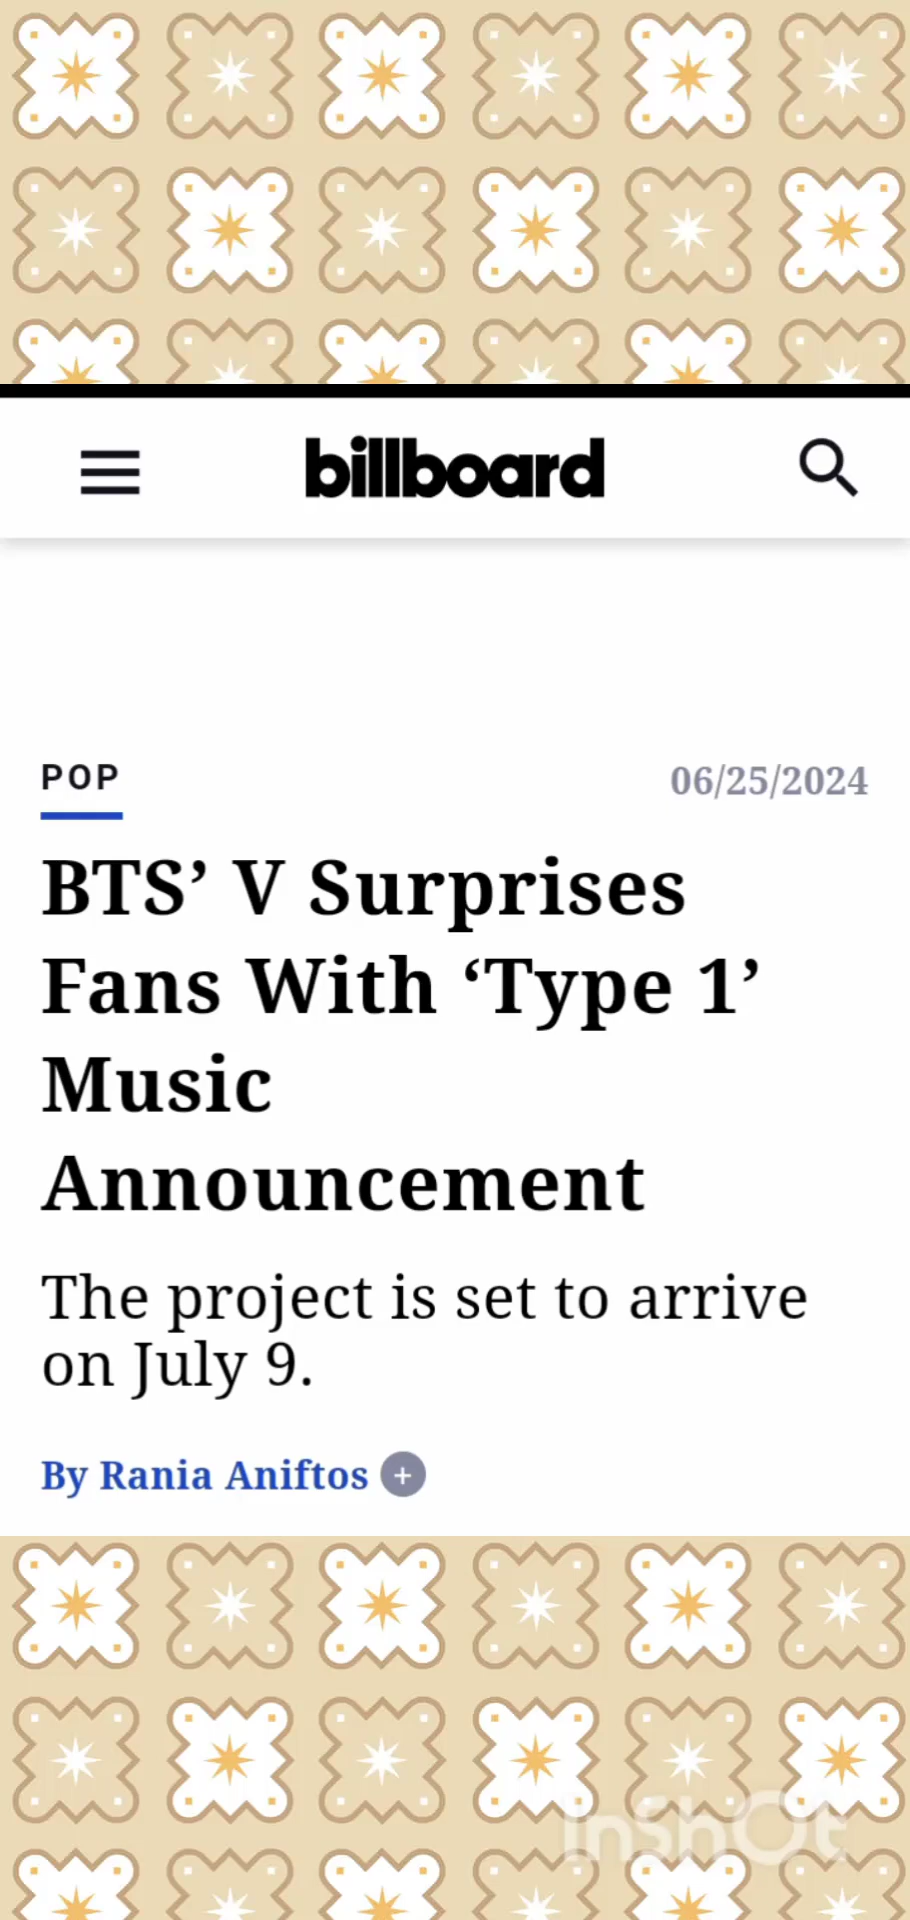 billboard
POP
06/25/2024
BTS’ V Surprises
Fans With ‘Type 1’
Music
Announcement
The project is set to arrive
on July 9.
By Rania Aniftos +
InShOt